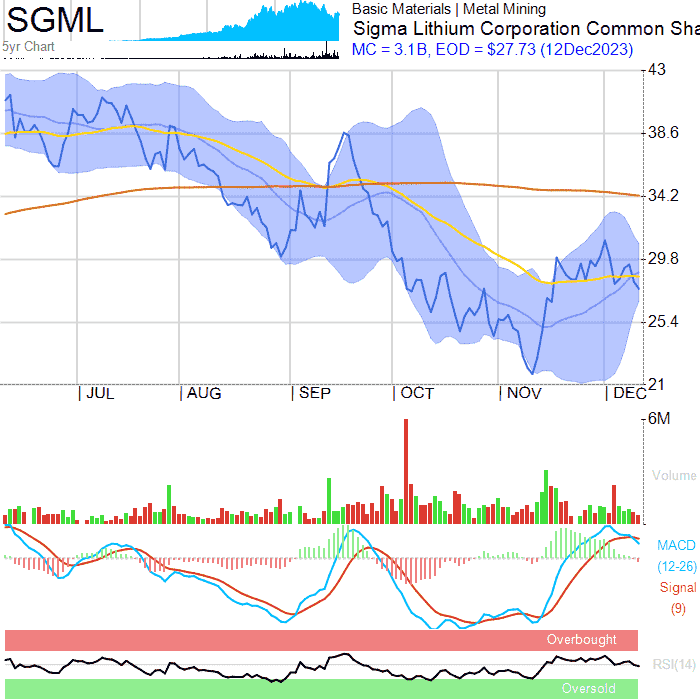 SGML
5yr Chart
Basic Materials | Metal Mining
Sigma Lithium Corporation Common Sha
MC = 3.1B, EOD = $27.73 (12Dec2023)
43
38.6
34.2
29.8
25.4
21
JUL AUG SEP OCT NOV DEC
6M
Volume
MACD
(12-26)
Signal
(9)
Overbought
RSI(14)
Oversold